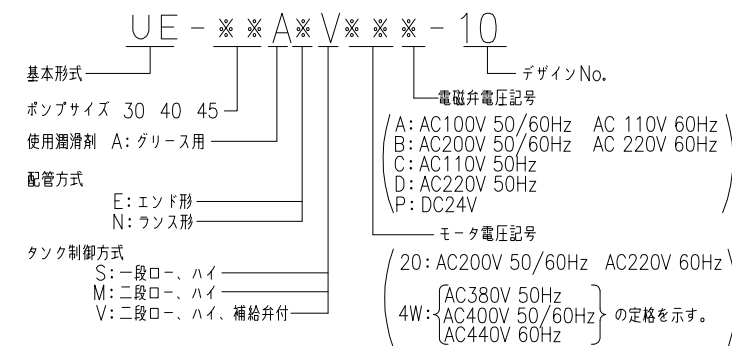 UE-※※A※V※※※-10
基本形式
デザインNo.
ポンプサイズ 30 40 45
電磁弁電圧記号
使用潤滑剤 A:グリース用
A:AC100V 50/60Hz AC 110V 60Hz
B:AC200V 50/60Hz AC 220V 60Hz
C:AC110V 50Hz
D:AC220V 50Hz
P:DC24V
配管方式
E:エンド形
N:ランス形
モータ電圧記号
タンク制御方式
S:一段ロー、ハイ
M:二段ロー、ハイ
V:二段ロー、ハイ、補給弁付
20:AC200V 50/60Hz AC220V 60Hz
AC380V 50Hz
4W: AC400V 50/60Hz の定格を示す。
AC440V 60Hz